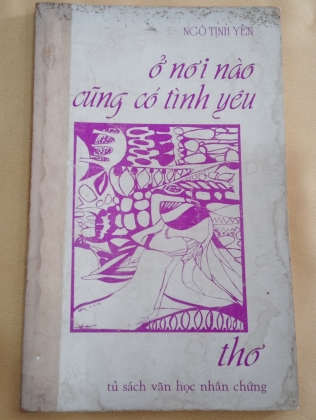 NGÔ TỊNH YÊN
ở nơi nào
cũng có tình yêu
thơ
tủ sách văn học nhân chứng